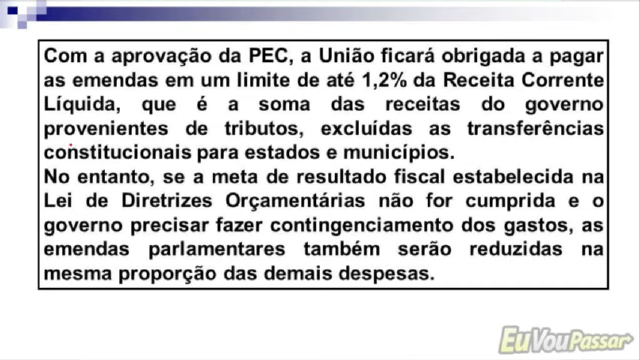 Com a aprovação da PEC, a União ficará obrigada a pagar
as emendas em um limite de até 1,2% da Receita Corrente
Líquida, que é a soma das receitas do governo
provenientes de tributos, excluídas as transferências
constitucionais para estados e municípios.
No entanto, se a meta de resultado fiscal estabelecida na
Lei de Diretrizes Orçamentárias não for cumprida e o
governo precisar fazer contingenciamento dos gastos, as
emendas parlamentares também serão reduzidas na
mesma proporção das demais despesas.
EuVouPassar